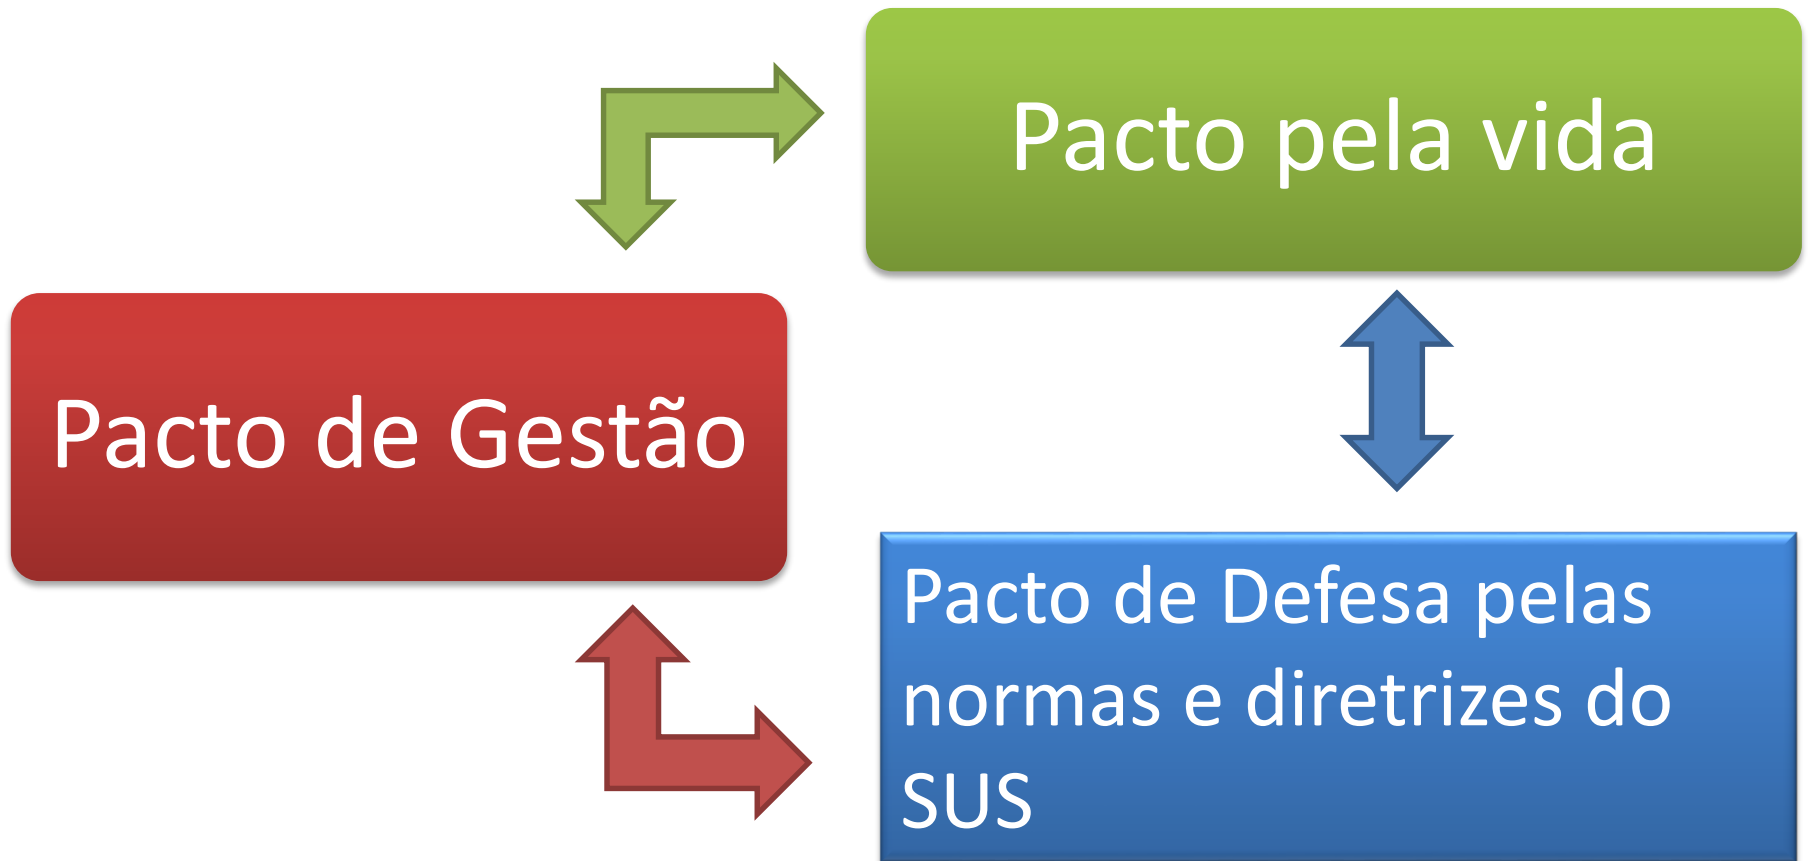 Pacto pela vida
Pacto de Gestão
Pacto de Defesa pelas
normas e diretrizes do
SUS